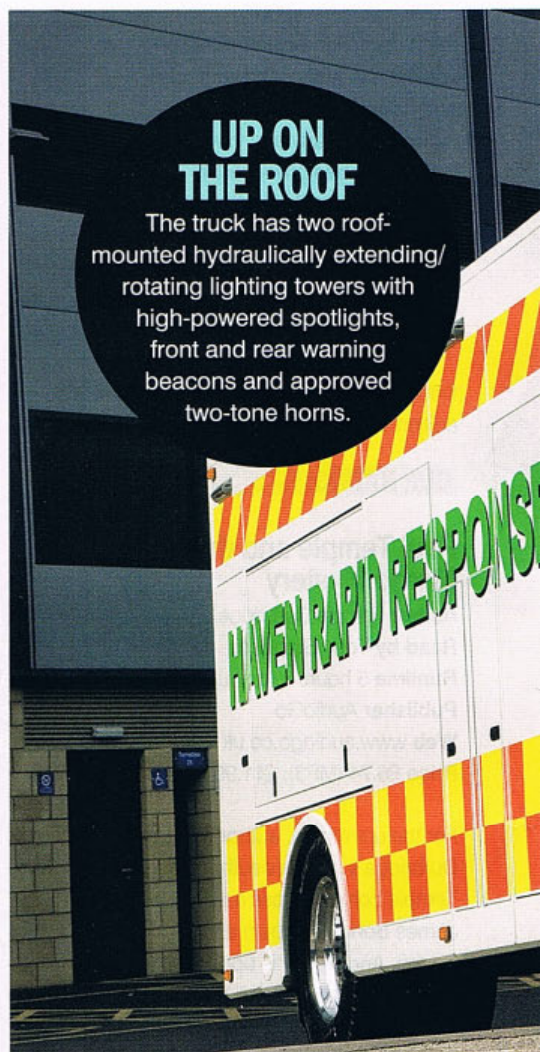 UP ON
THE ROOF
The truck has two roof-
mounted hydraulically extending/
rotating lighting towers with
high-powered spotlights,
front and rear warning
beacons and approved
two-tone horns.
HAVEN RAPID RESPONSE